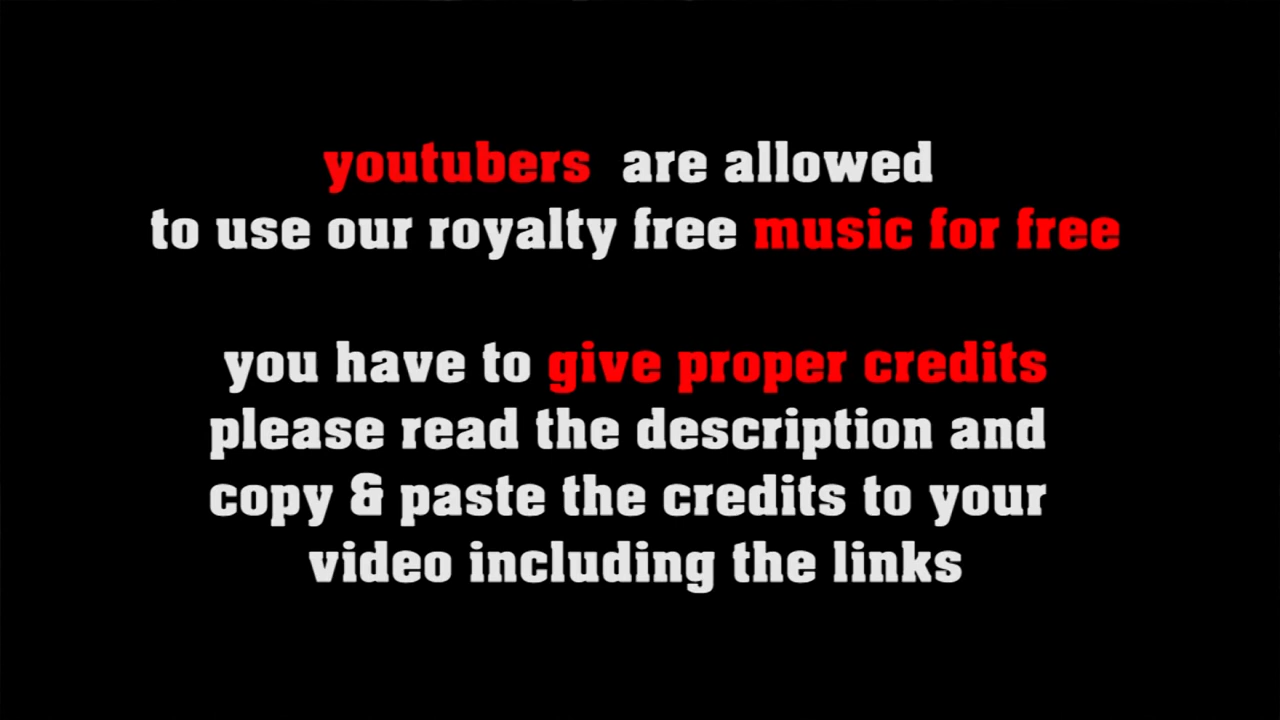 youtubers are allowed
to use our royalty free music for free
you have to give proper credits
please read the description and
copy & paste the credits to your
video including the links